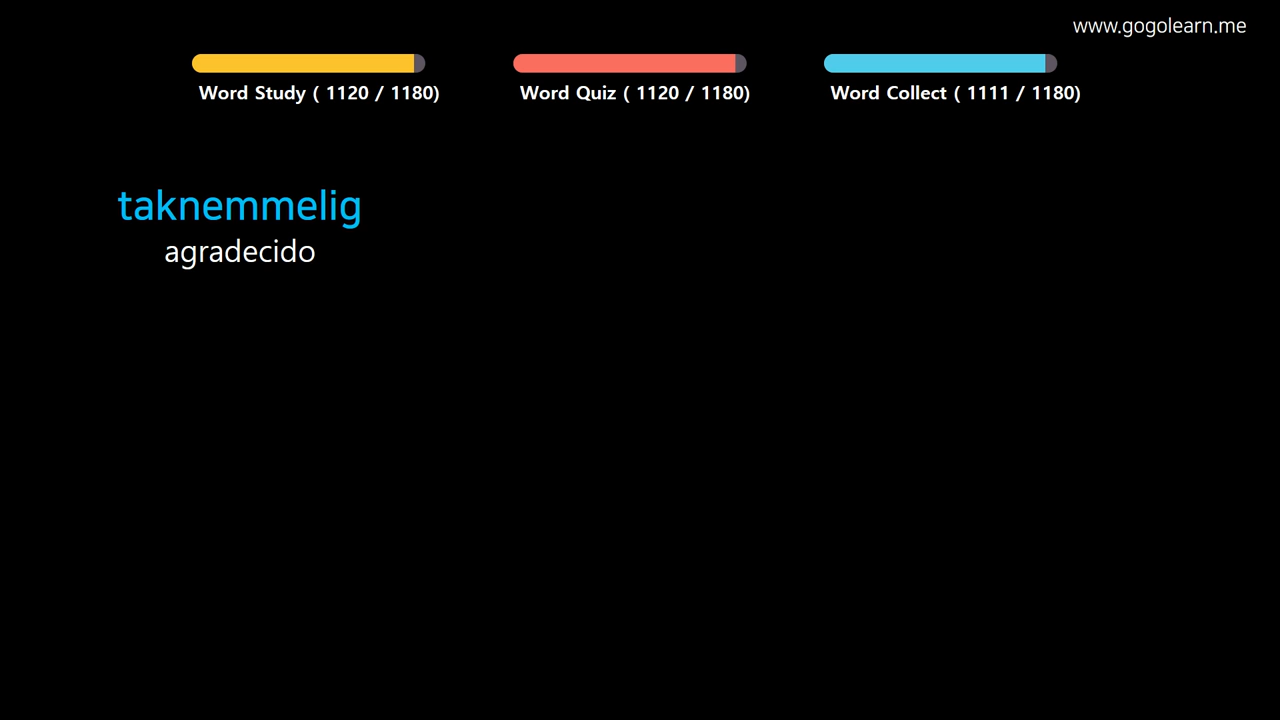 www.gogolearn.me
Word Study ( 1120 / 1180)
Word Quiz ( 1120 / 1180)
Word Collect ( 1111 / 1180)
taknemmelig
agradecido